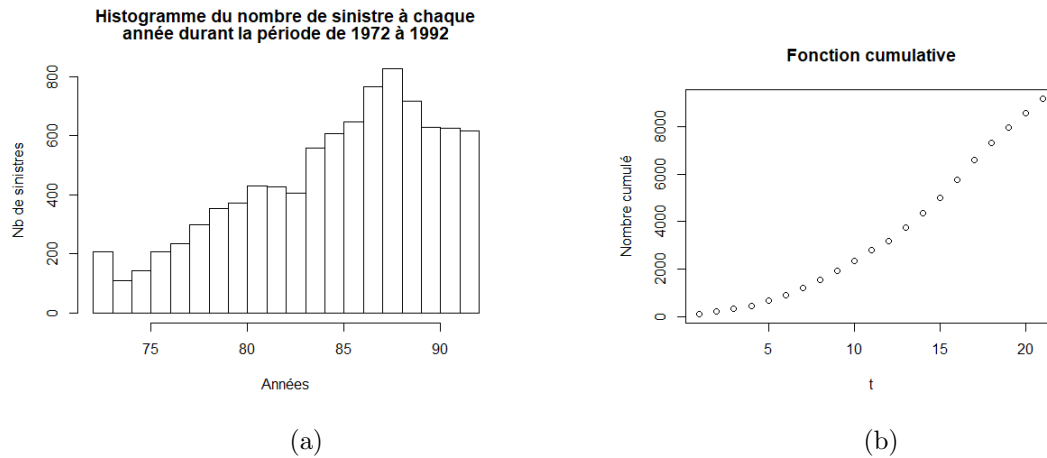 Histogramme du nombre de sinistre à chaque
année durant la période de 1972 à 1992
Nb de sinistres
0 200 400 600 800
75 80 85 90
Années
(a)
Fonction cumulative
Nombre cumulé
0 2000 4000 6000 8000
5 10 15 20
t
(b)